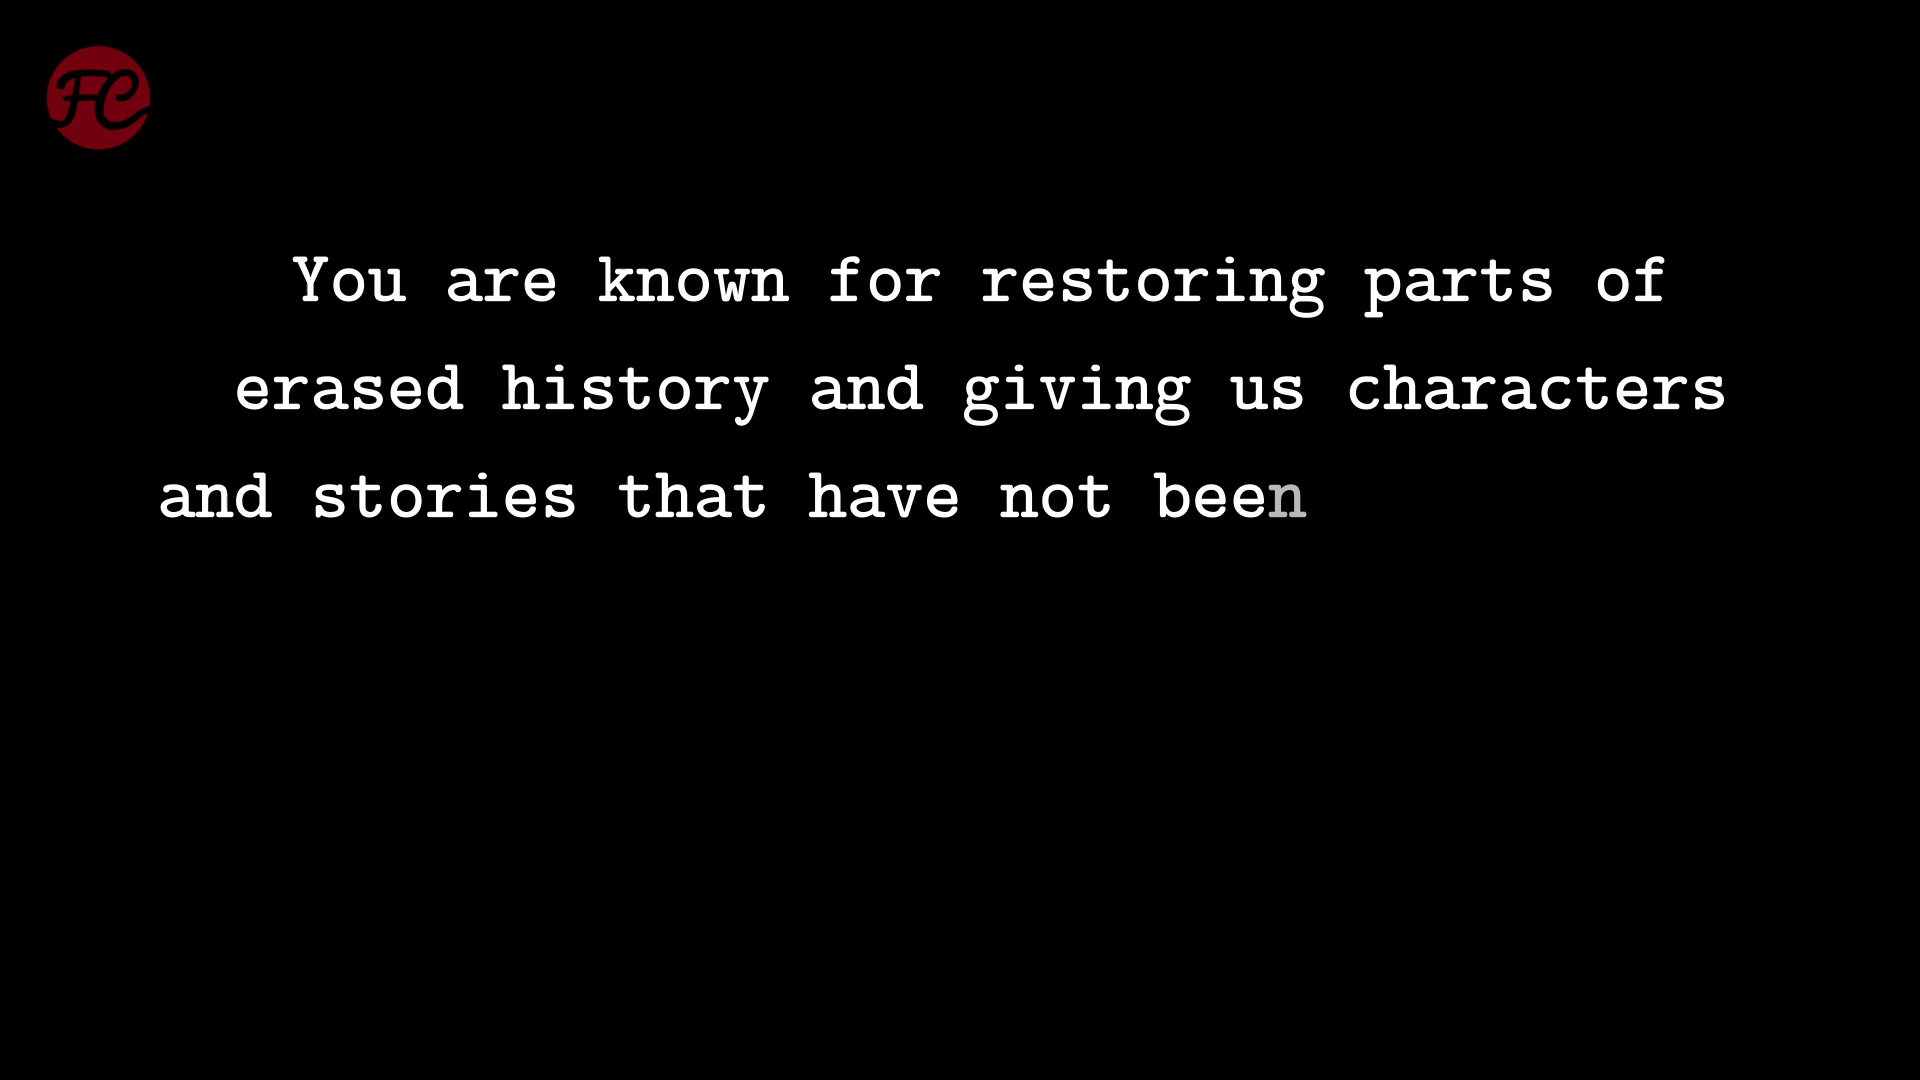 FC
You are known for restoring parts of
erased history and giving us characters
and stories that have not been